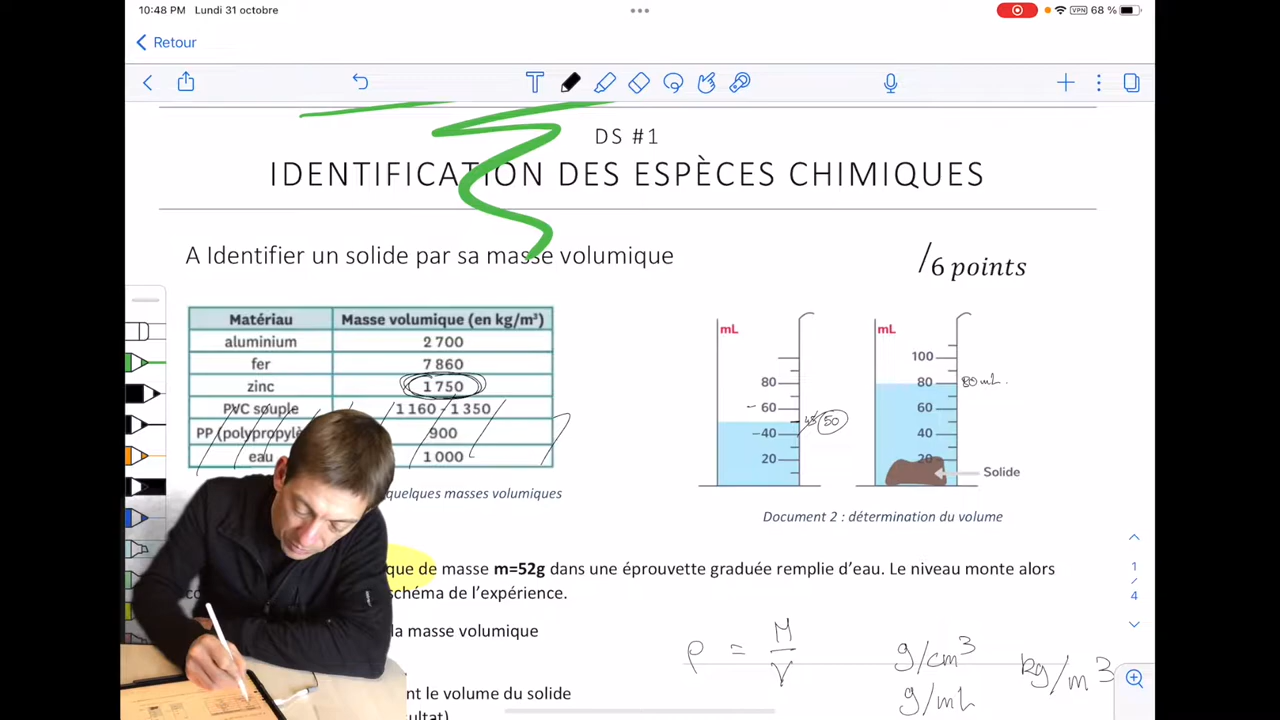 10:48 PM Lundi 31 octobre
VPN 68 %
Retour
DS #1
IDENTIFICATION DES ESPÈCES CHIMIQUES
A Identifier un solide par sa masse volumique
/6 points
Matériau Masse volumique (en kg/m³)
aluminium 2 700
fer 7 860
zinc 1 750
PVC souple 1 160 - 1 350
PP 900
eau 1 000
quelques masses volumiques
mL
80
60
40
20
50
mL
100
80
60
40
20
80 mL
Solide
Document 2 : détermination du volume
que de masse m=52g dans une éprouvette graduée remplie d'eau. Le niveau monte alors
schéma de l'expérience.
la masse volumique
ρ = M/V
g/cm³
g/mL
kg/m³
nt le volume du solide
1
/
4